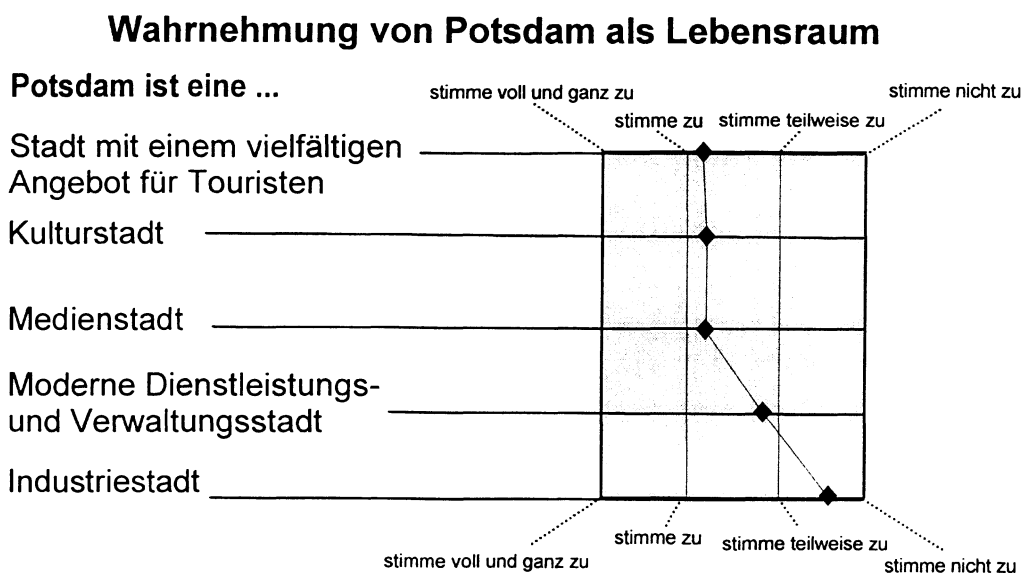 Wahrnehmung von Potsdam als Lebensraum
Potsdam ist eine ...
stimme voll und ganz zu
stimme nicht zu
stimme zu
stimme teilweise zu
Stadt mit einem vielfältigen
Angebot für Touristen
Kulturstadt
Medienstadt
Moderne Dienstleistungs-
und Verwaltungsstadt
Industriestadt
stimme zu
stimme teilweise zu
stimme voll und ganz zu
stimme nicht zu